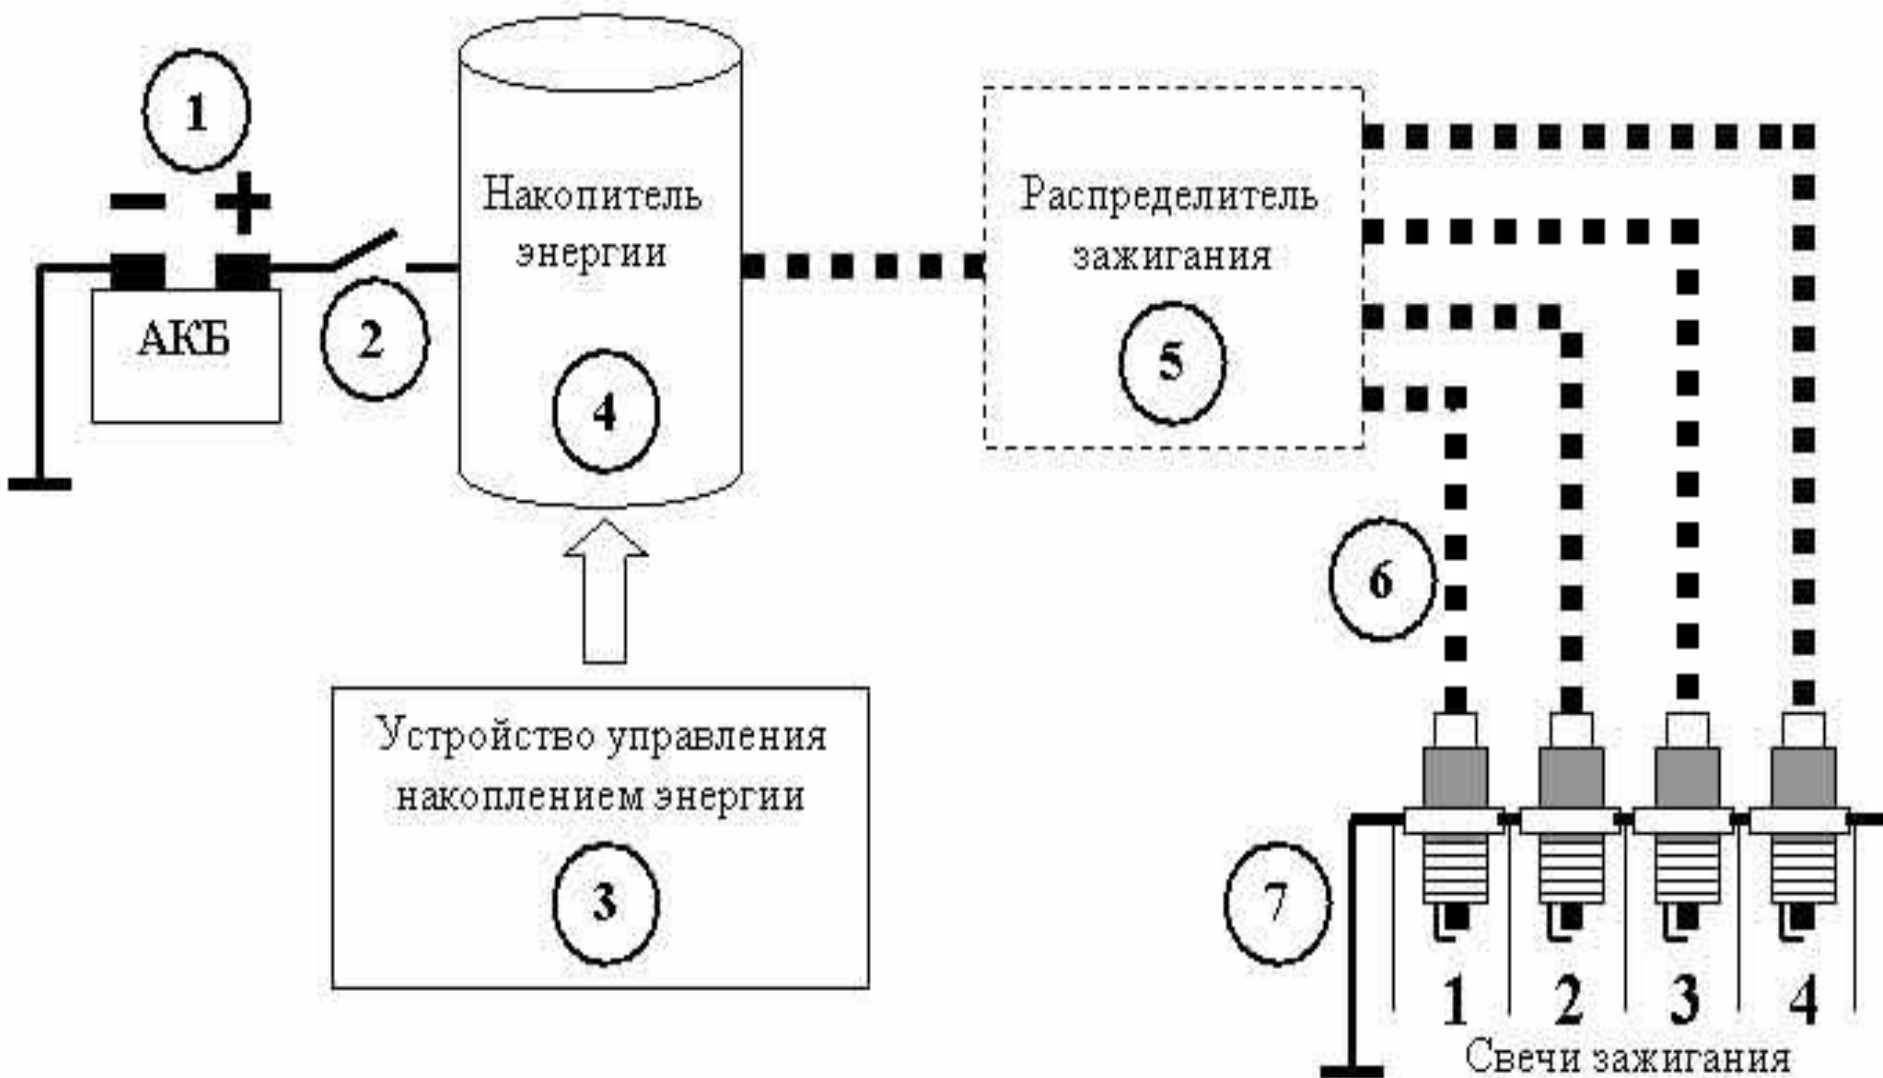 1
− +
АКБ
2
Накопитель
энергии
4
Распределитель
зажигания
5
6
Устройство управления
накоплением энергии
3
7
1 2 3 4
Свечи зажигания